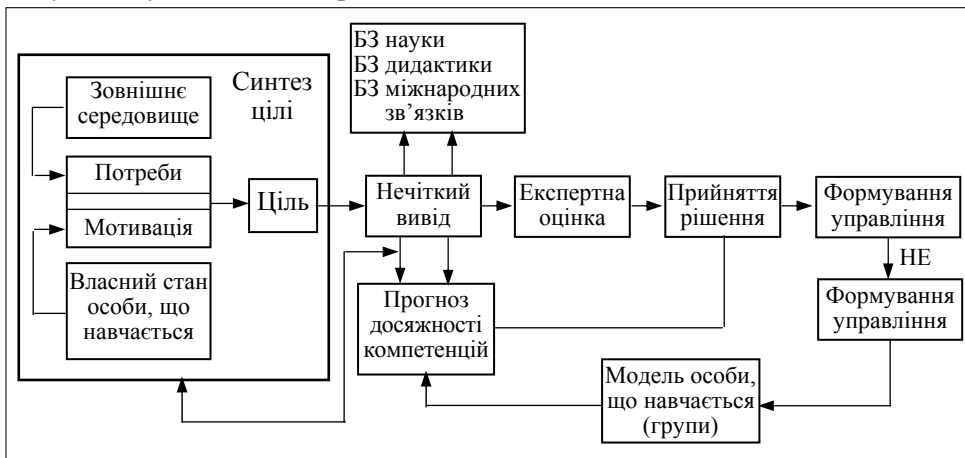 БЗ науки
БЗ дидактики
БЗ міжнародних
зв’язків
Синтез
цілі
Зовнішнє
середовище
Потреби
Мотивація
Власний стан
особи, що
навчається
Ціль
Нечіткий
вивід
Експертна
оцінка
Прийняття
рішення
Формування
управління
НЕ
Формування
управління
Прогноз
досяжності
компетенцій
Модель особи,
що навчається
(групи)